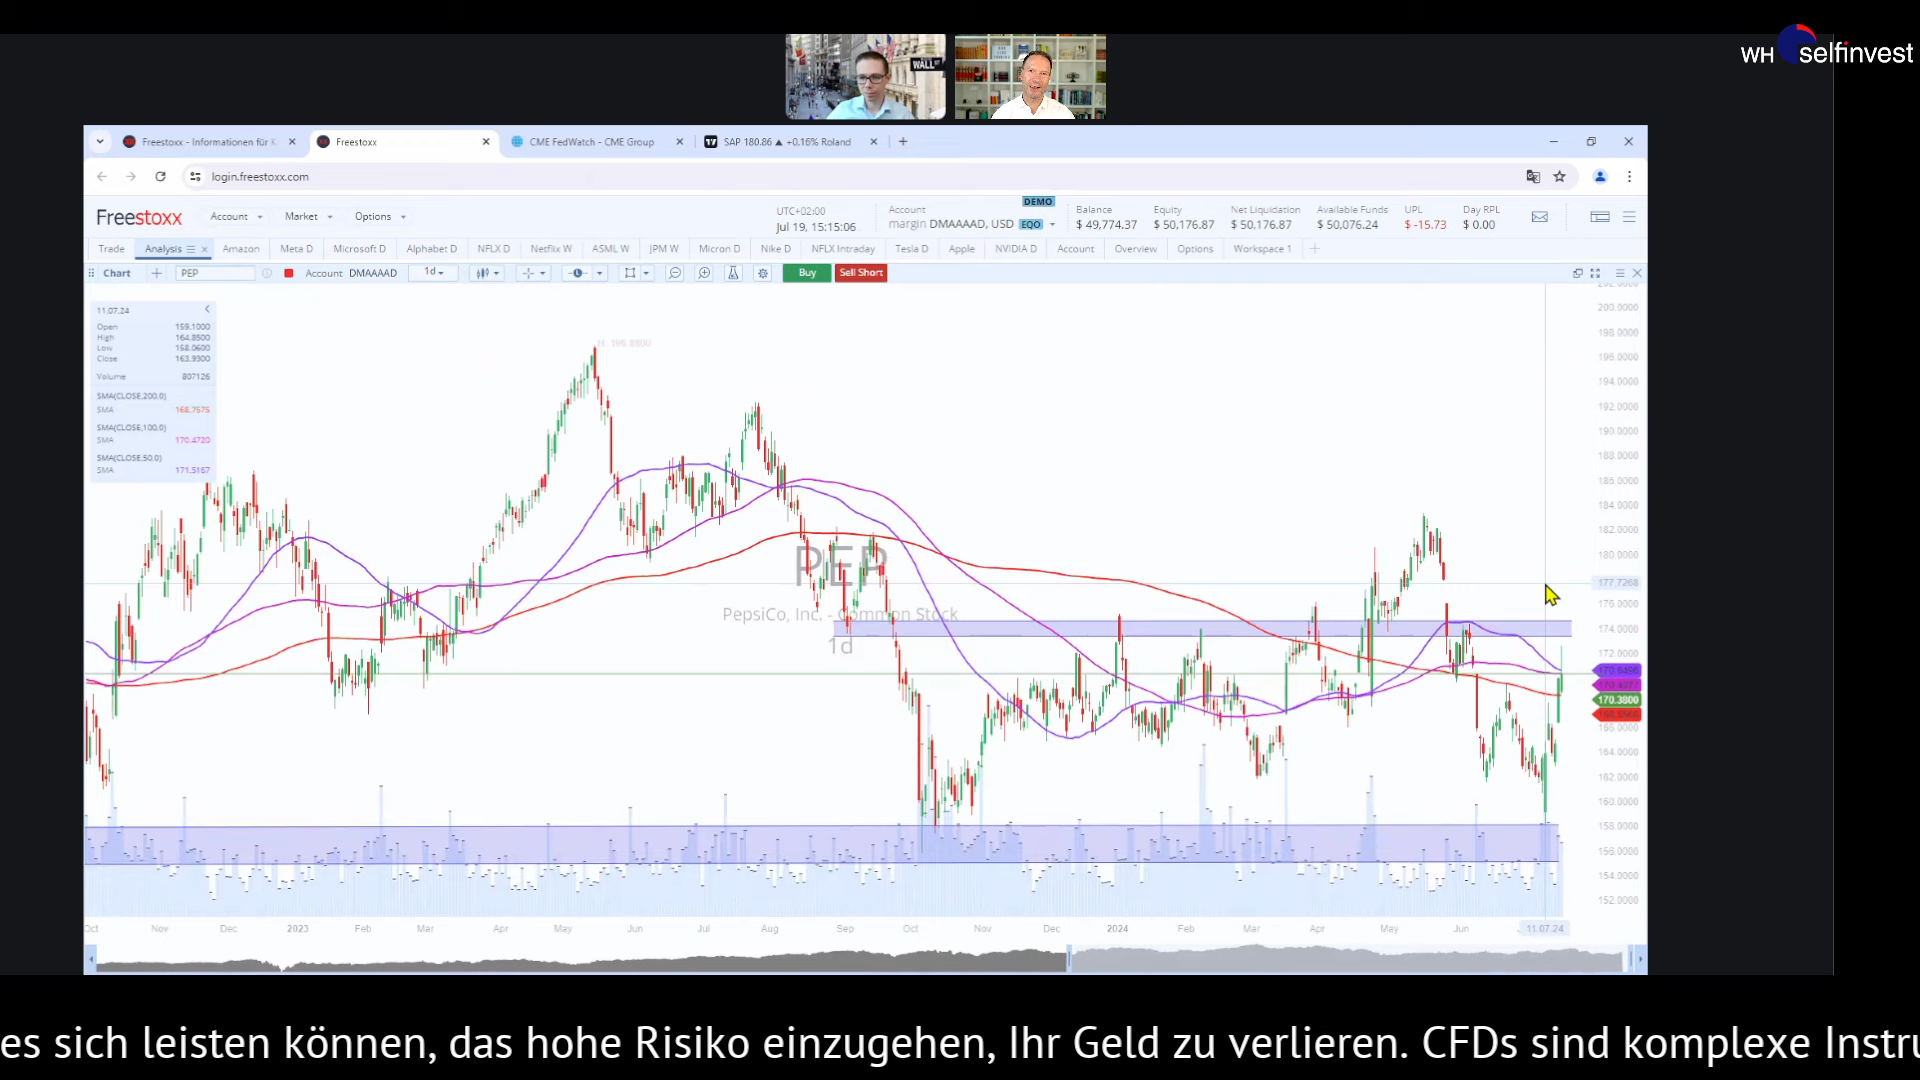 WH selfinvest
WALL ST
Freestoxx - Informationen für K
Freestoxx
CME FedWatch - CME Group
SAP 180.86 ▲ +0.16% Roland
login.freestoxx.com
Freestoxx
Account
Market
Options
UTC+02:00
Jul 19, 15:15:06
Account
margin DMAAAAD, USD EQO
DEMO
Balance
$ 49,774.37
Equity
$ 50,176.87
Net Liquidation
$ 50,176.87
Available Funds
$ 50,076.24
UPL
$ -15.73
Day RPL
$ 0.00
Trade Analysis Amazon Meta D Microsoft D Alphabet D NFLX D Netflix W ASML W JPM W Micron D Nike D NFLX Intraday Tesla D Apple NVIDIA D Account Overview Options Workspace 1
Chart PEP Account DMAAAAD 1d Buy Sell Short
11.07.24
Open 159.1000
High 164.8500
Low 158.0600
Close 163.9300
Volume 807126
SMA(CLOSE,200,0)
SMA 168.7575
SMA(CLOSE,100,0)
SMA 170.4720
SMA(CLOSE,50,0)
SMA 171.5167
H 196.8800
PEP
PepsiCo, Inc. - Common Stock
1d
200.0000
198.0000
196.0000
194.0000
192.0000
190.0000
188.0000
186.0000
184.0000
182.0000
180.0000
177.7268
176.0000
174.0000
172.0000
170.3800
164.0000
162.0000
160.0000
158.0000
156.0000
154.0000
152.0000
Oct Nov Dec 2023 Feb Mar Apr May Jun Jul Aug Sep Oct Nov Dec 2024 Feb Mar Apr May Jun 11.07.24
es sich leisten können, das hohe Risiko einzugehen, Ihr Geld zu verlieren. CFDs sind komplexe Instru